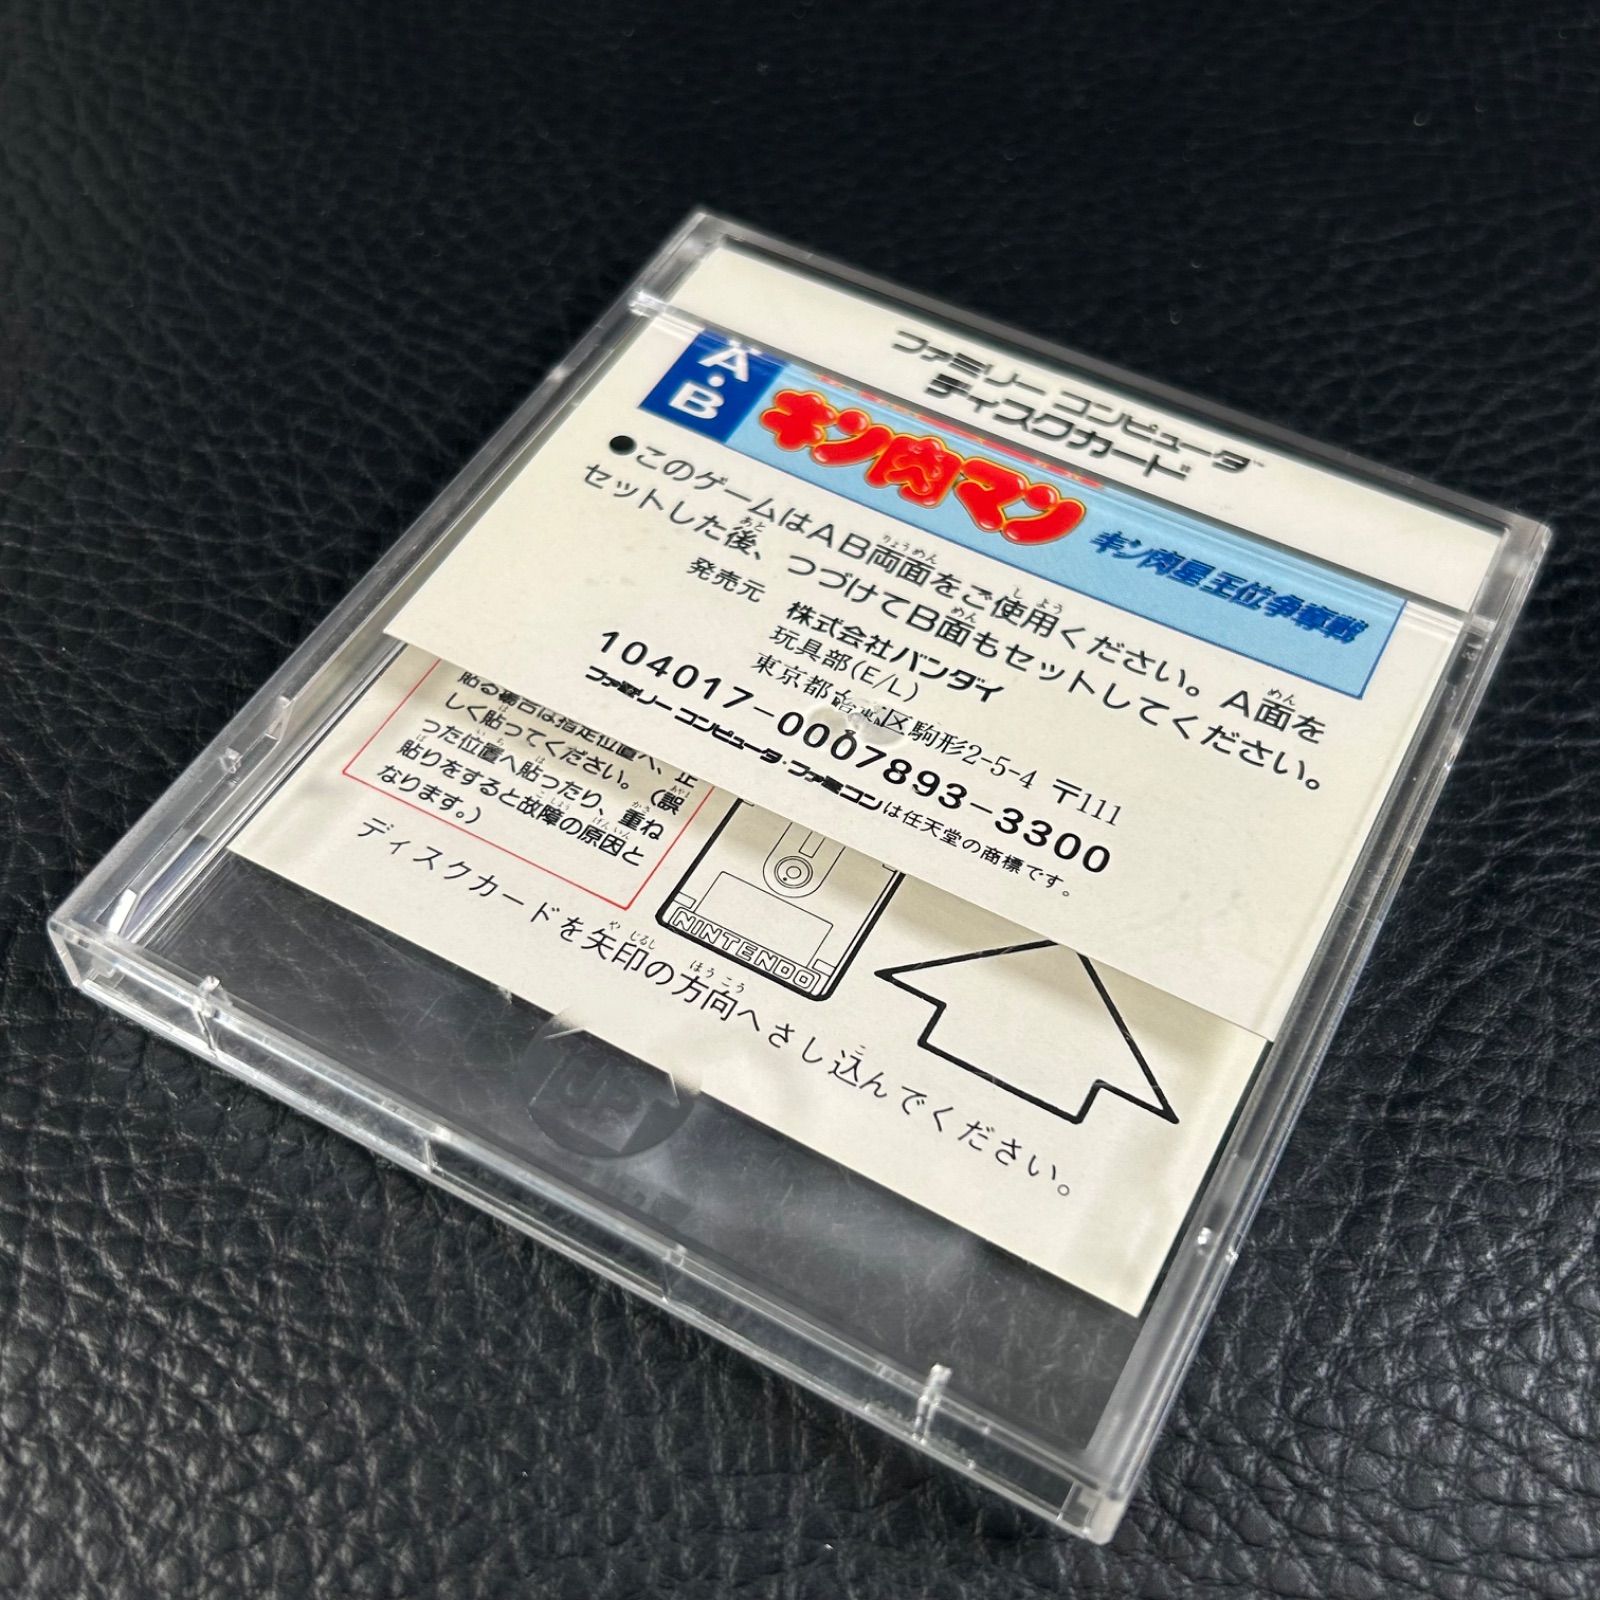 ファミリー コンピュータ™
ディスクカード
A・B
キン肉マン キン肉星王位争奪戦
●このゲームはAB両面をご使用ください。A面を
セットした後、つづけてB面もセットしてください。
発売元 株式会社バンダイ
玩具部(E/L)
東京都台東区駒形2-5-4 〒111
104017-0007893-3300
ファミリーコンピュータ・ファミコンは任天堂の商標です。
貼る場合は指定位置へ、正
しく貼ってください。(誤
った位置へ貼ったり、重ね
貼りをすると故障の原因と
なります。)
NINTENDO
ディスクカードを矢印の方向へさし込んでください。